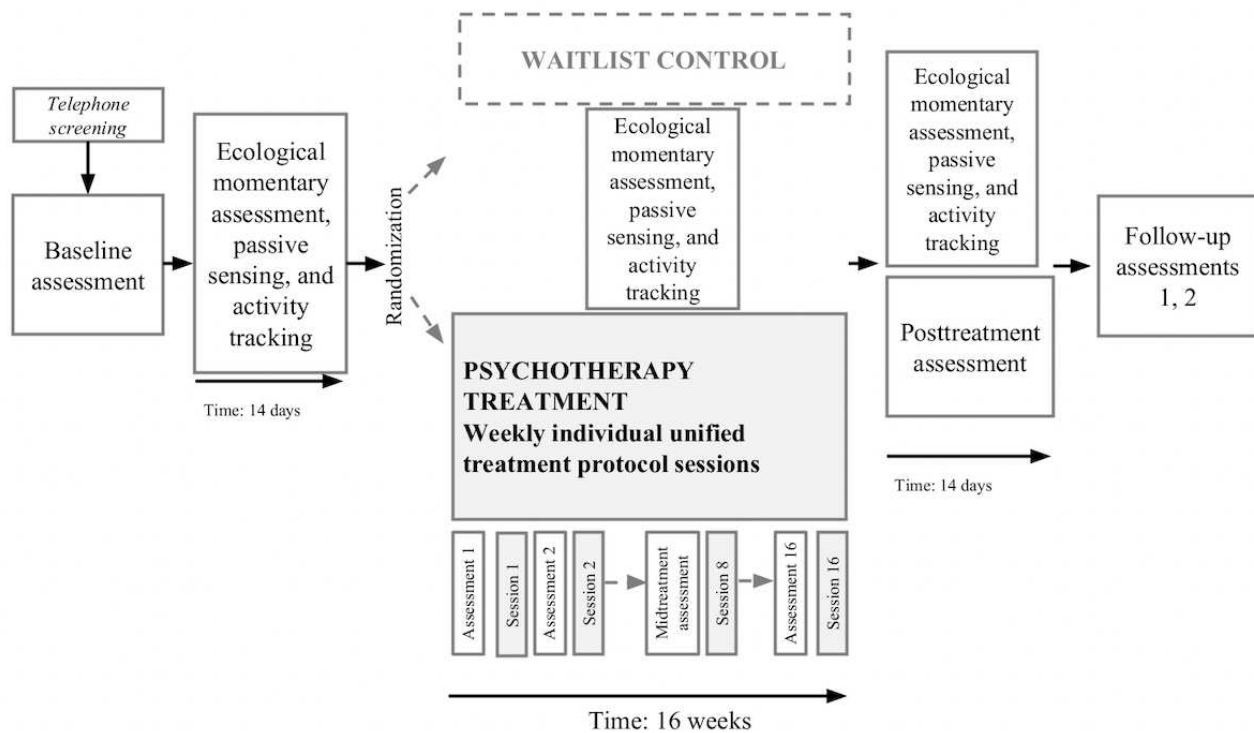 Telephone
screening
Baseline
assessment
Ecological
momentary
assessment,
passive
sensing, and
activity
tracking
Time: 14 days
Randomization
WAITLIST CONTROL
Ecological
momentary
assessment,
passive
sensing, and
activity
tracking
PSYCHOTHERAPY
TREATMENT
Weekly individual unified
treatment protocol sessions
Assessment 1
Session 1
Assessment 2
Session 2
Midtreatment
assessment
Session 8
Assessment 16
Session 16
Time: 16 weeks
Ecological
momentary
assessment,
passive
sensing, and
activity
tracking
Posttreatment
assessment
Time: 14 days
Follow-up
assessments
1, 2